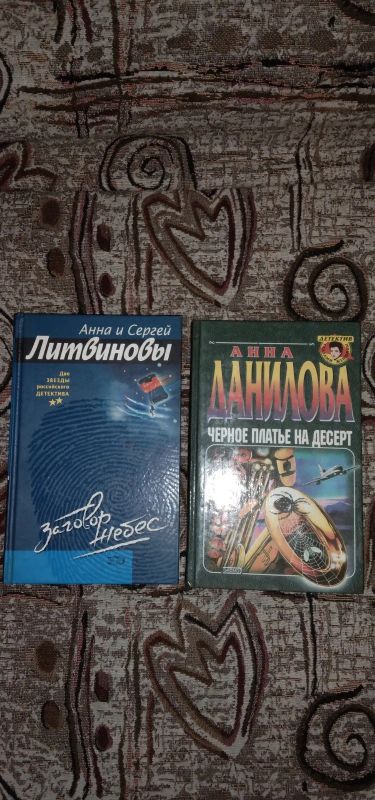 Анна и Сергей
Литвиновы
Две
ЗВЕЗДЫ
российского
ДЕТЕКТИВА
заговор небес
ДЕТЕКТИВ
АННА
ДАНИЛОВА
ЧЕРНОЕ ПЛАТЬЕ НА ДЕСЕРТ